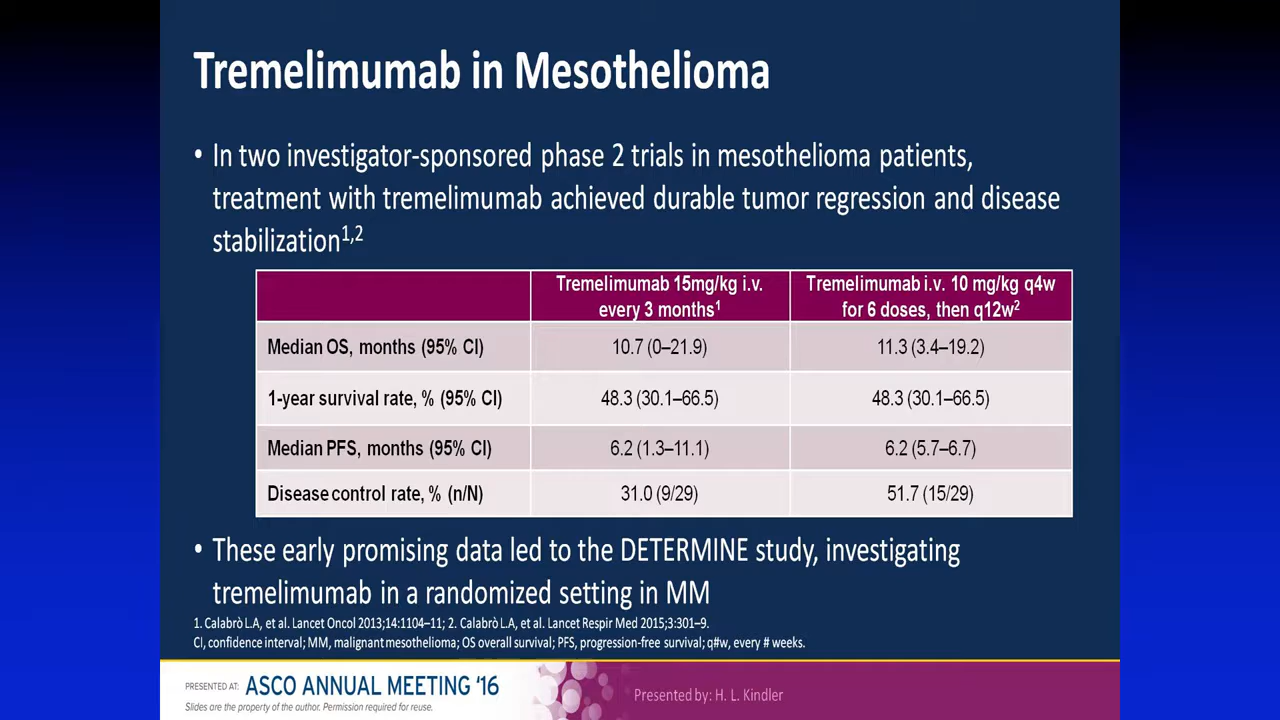 Tremelimumab in Mesothelioma
• In two investigator-sponsored phase 2 trials in mesothelioma patients,
treatment with tremelimumab achieved durable tumor regression and disease
stabilization1,2
Tremelimumab 15mg/kg i.v. every 3 months1
Tremelimumab i.v. 10 mg/kg q4w for 6 doses, then q12w2
Median OS, months (95% CI) 10.7 (0–21.9) 11.3 (3.4–19.2)
1-year survival rate, % (95% CI) 48.3 (30.1–66.5) 48.3 (30.1–66.5)
Median PFS, months (95% CI) 6.2 (1.3–11.1) 6.2 (5.7–6.7)
Disease control rate, % (n/N) 31.0 (9/29) 51.7 (15/29)
• These early promising data led to the DETERMINE study, investigating
tremelimumab in a randomized setting in MM
1. Calabrò L.A, et al. Lancet Oncol 2013;14:1104–11; 2. Calabrò L.A, et al. Lancet Respir Med 2015;3:301–9.
CI, confidence interval; MM, malignant mesothelioma; OS overall survival; PFS, progression-free survival; q#w, every # weeks.
PRESENTED AT: ASCO ANNUAL MEETING '16
Slides are the property of the author. Permission required for reuse.
Presented by: H. L. Kindler